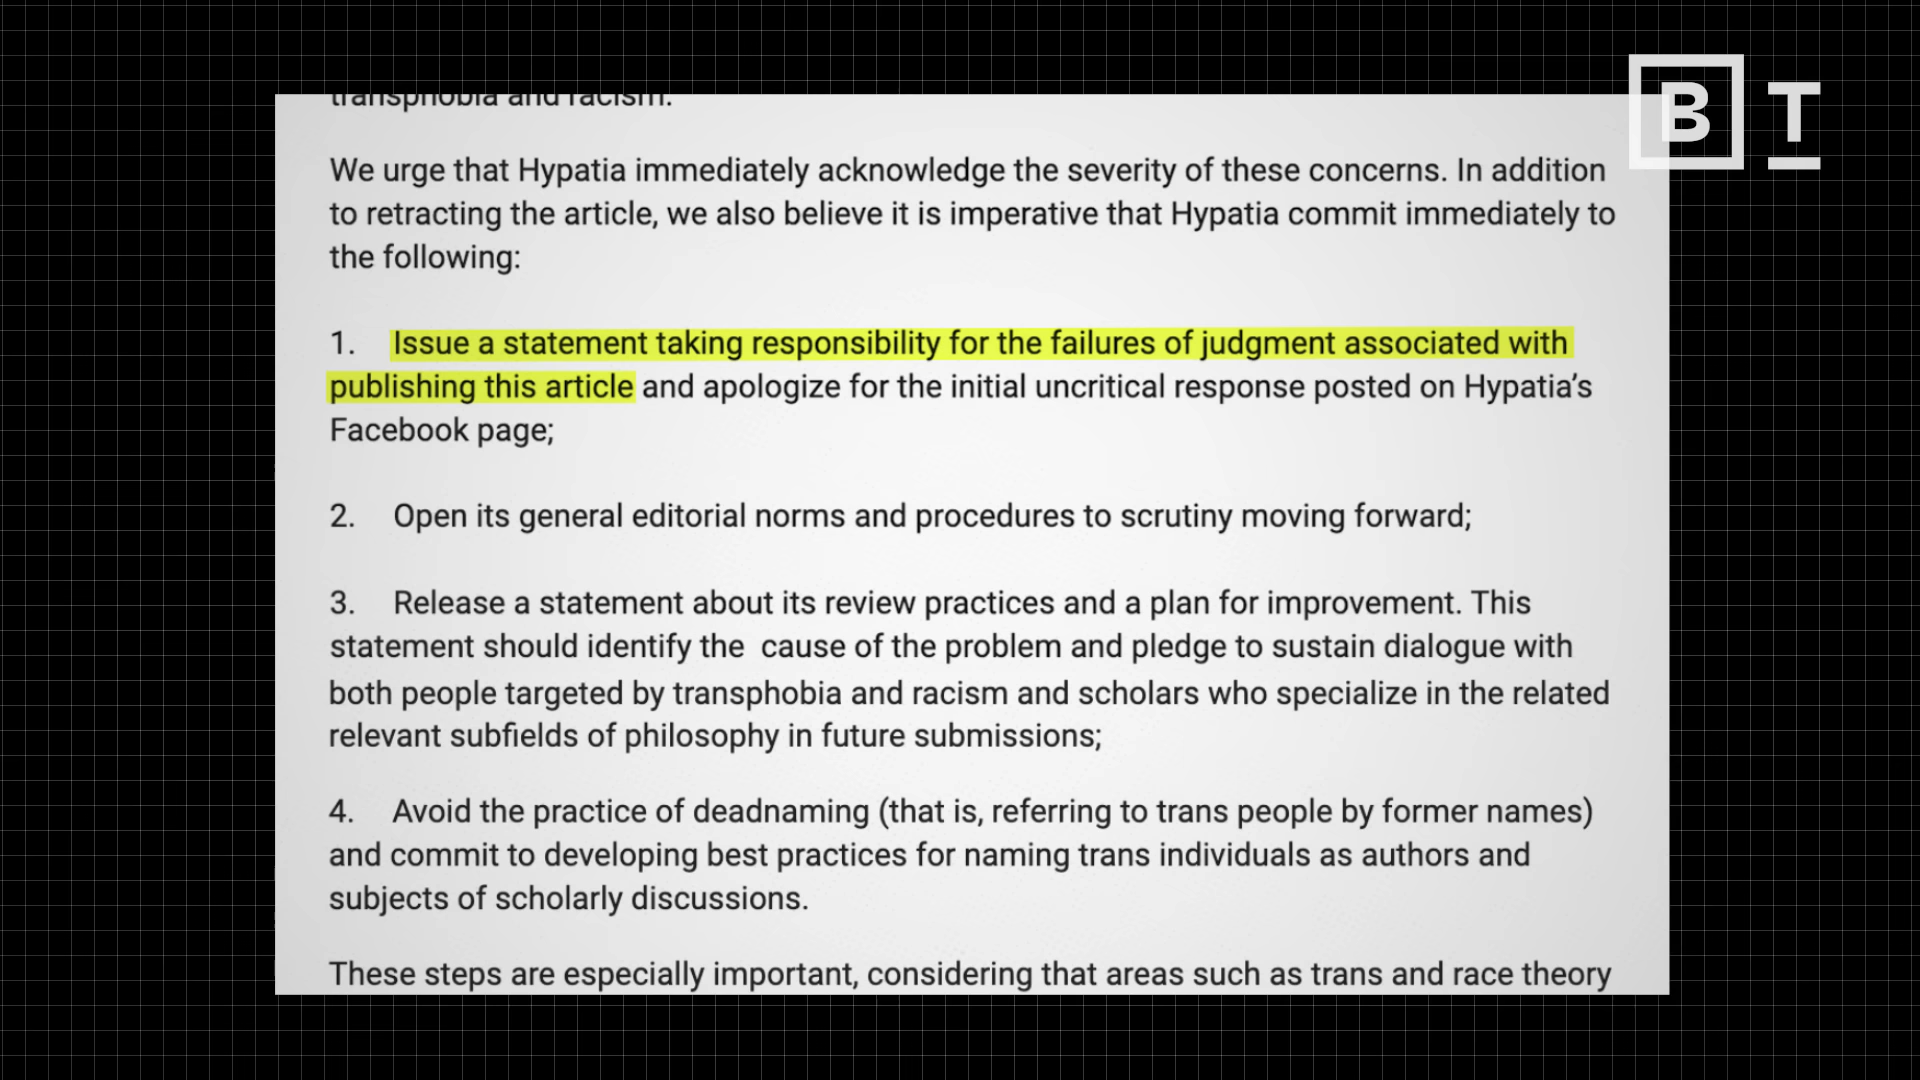 B T
transphobia and racism.
We urge that Hypatia immediately acknowledge the severity of these concerns. In addition
to retracting the article, we also believe it is imperative that Hypatia commit immediately to
the following:
1. Issue a statement taking responsibility for the failures of judgment associated with
publishing this article and apologize for the initial uncritical response posted on Hypatia’s
Facebook page;
2. Open its general editorial norms and procedures to scrutiny moving forward;
3. Release a statement about its review practices and a plan for improvement. This
statement should identify the  cause of the problem and pledge to sustain dialogue with
both people targeted by transphobia and racism and scholars who specialize in the related
relevant subfields of philosophy in future submissions;
4. Avoid the practice of deadnaming (that is, referring to trans people by former names)
and commit to developing best practices for naming trans individuals as authors and
subjects of scholarly discussions.
These steps are especially important, considering that areas such as trans and race theory